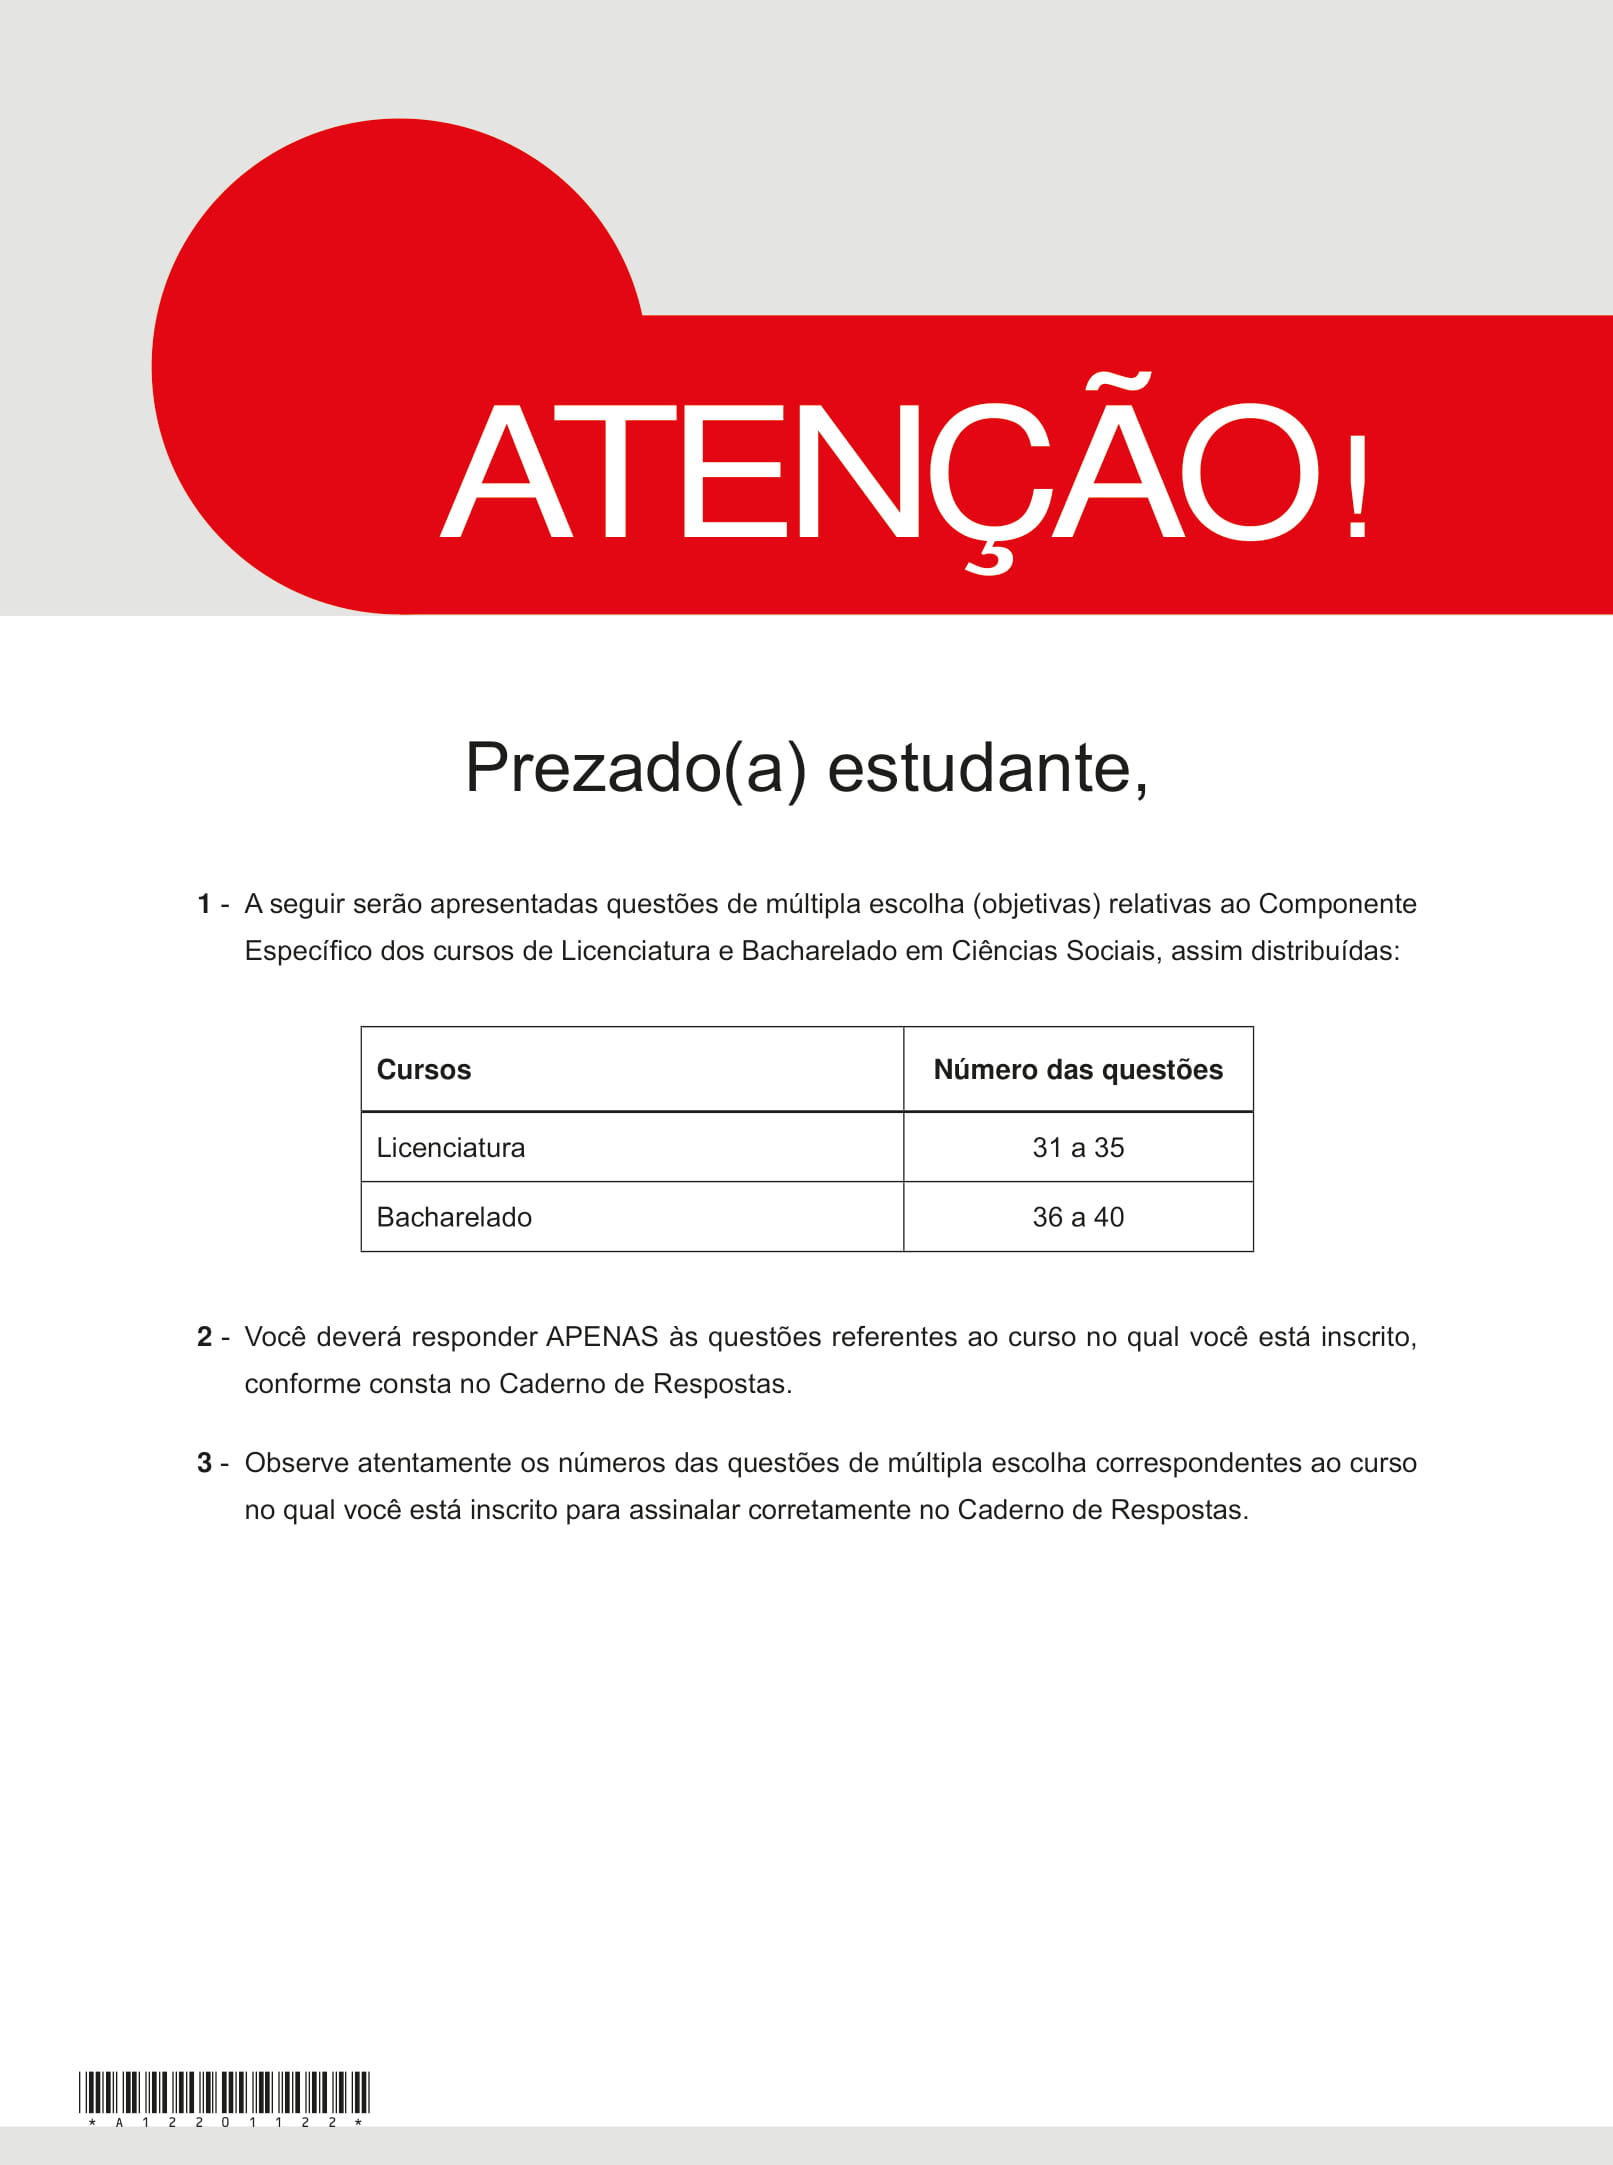 ATENÇÃO!
Prezado(a) estudante,
1 - A seguir serão apresentadas questões de múltipla escolha (objetivas) relativas ao Componente
Específico dos cursos de Licenciatura e Bacharelado em Ciências Sociais, assim distribuídas:
Cursos Número das questões
Licenciatura 31 a 35
Bacharelado 36 a 40
2 - Você deverá responder APENAS às questões referentes ao curso no qual você está inscrito,
conforme consta no Caderno de Respostas.
3 - Observe atentamente os números das questões de múltipla escolha correspondentes ao curso
no qual você está inscrito para assinalar corretamente no Caderno de Respostas.
* A 1 2 2 0 1 1 2 2 *